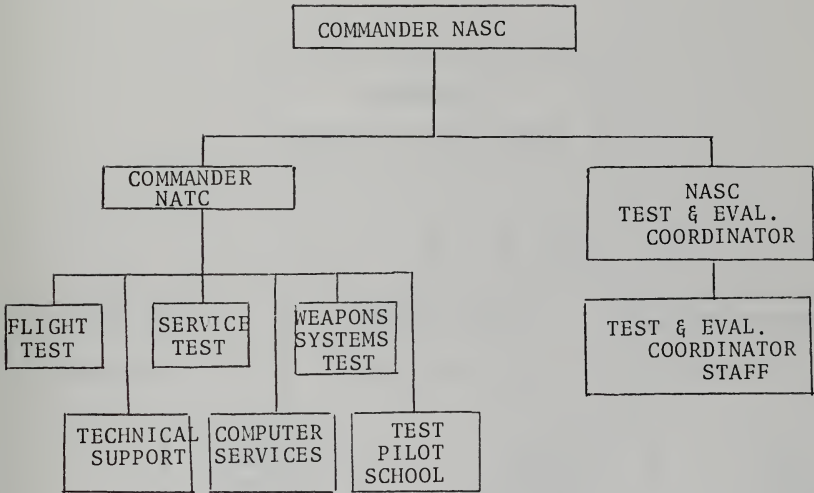 COMMANDER NASC
COMMANDER
NATC
NASC
TEST & EVAL.
COORDINATOR
FLIGHT
TEST
SERVICE
TEST
WEAPONS
SYSTEMS
TEST
TEST & EVAL.
COORDINATOR
STAFF
TECHNICAL
SUPPORT
COMPUTER
SERVICES
TEST
PILOT
SCHOOL